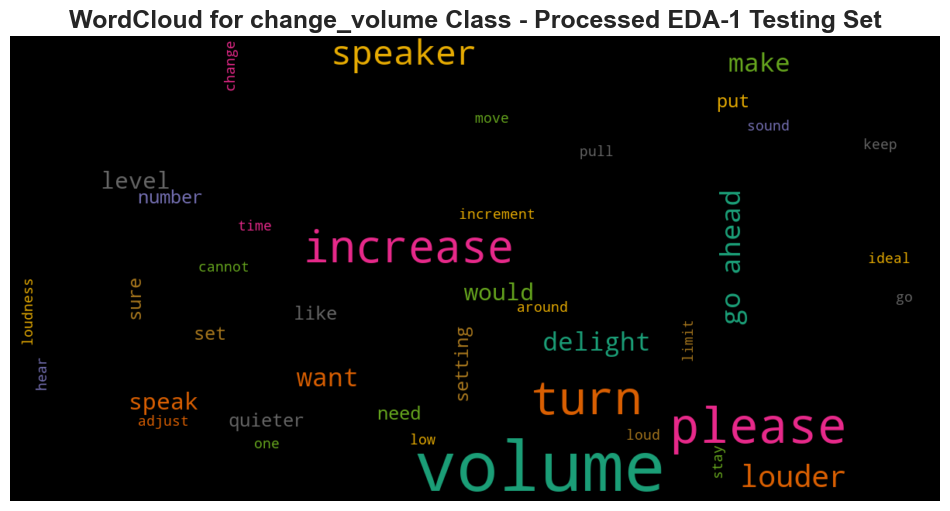 WordCloud for change_volume Class - Processed EDA-1 Testing Set
change
speaker
make
put
move
sound
pull
keep
level
number
time
increment
increase
go ahead
cannot
ideal
would
around
go
loudness
sure
like
set
setting
delight
limit
hear
want
turn
speak
adjust
quieter
need
please
one
low
loud
volume
stay
louder